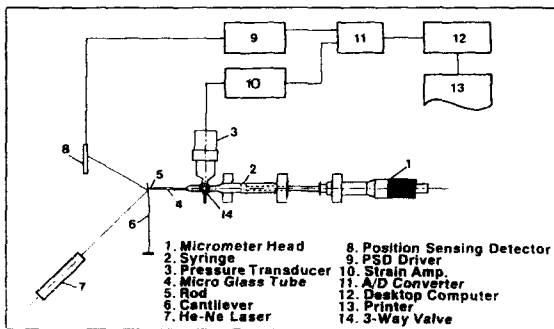 9
11
12
10
13
3
8
5
2
1
4
14
6
7
1. Micrometer Head
2. Syringe
3. Pressure Transducer
4. Micro Glass Tube
5. Rod
6. Cantilever
7. He-Ne Laser
8. Position Sensing Detector
9. PSD Driver
10. Strain Amp.
11. A/D Converter
12. Desktop Computer
13. Printer
14. 3-Way Valve